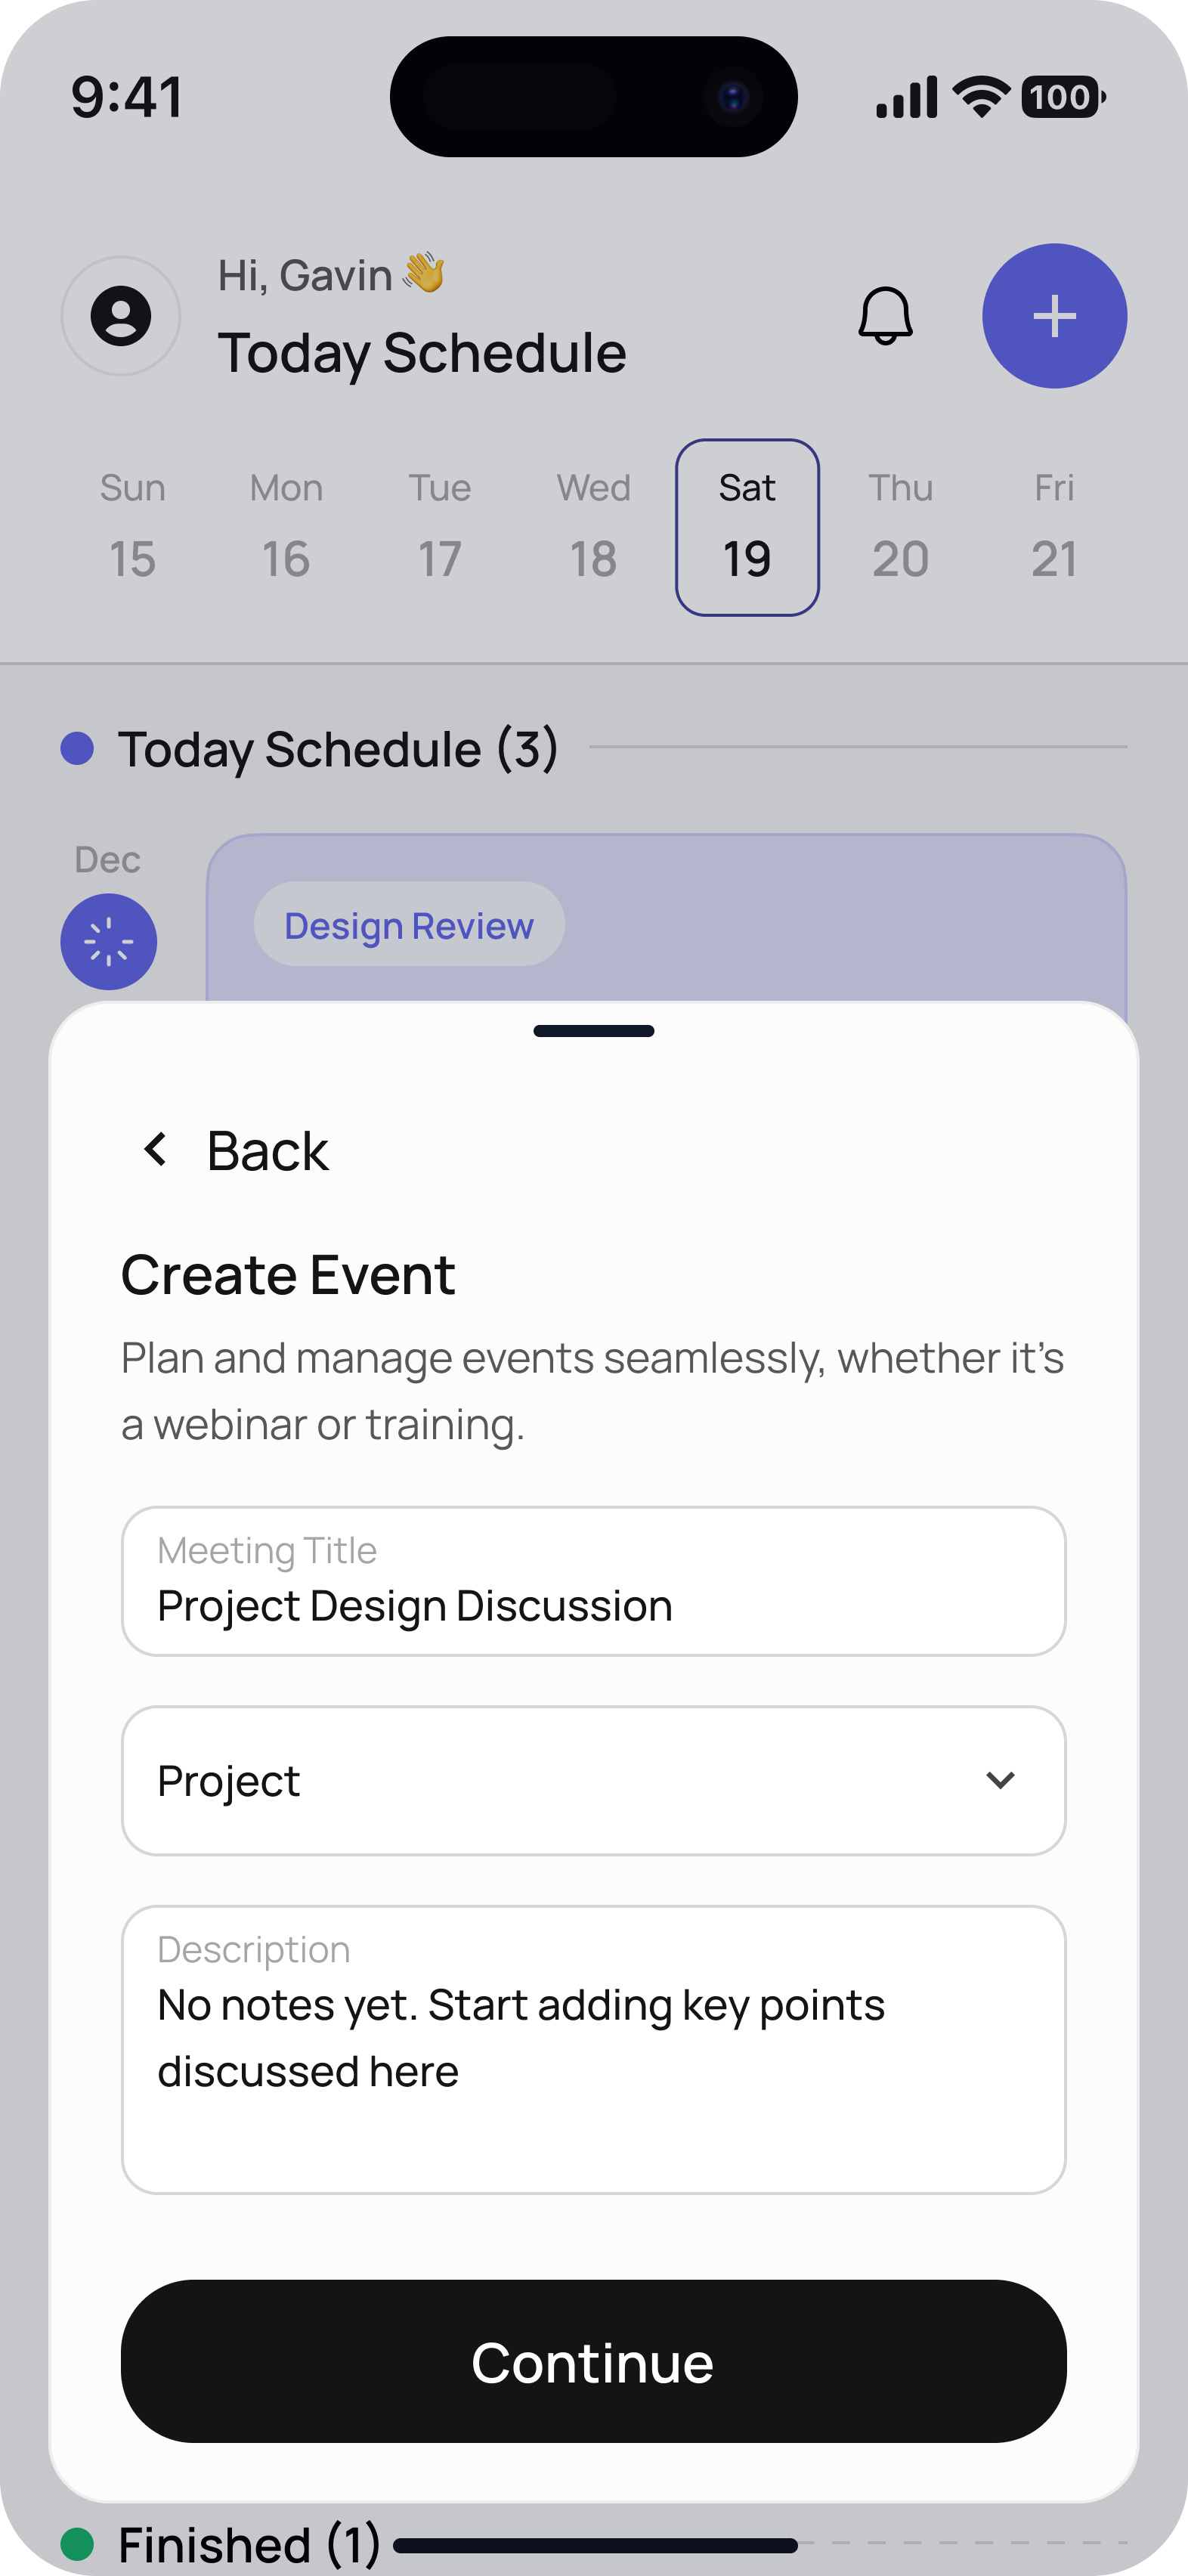 9:41
100
Hi, Gavin 👋
Today Schedule
Sun Mon Tue Wed Sat Thu Fri
15 16 17 18 19 20 21
Today Schedule (3)
Dec
Design Review
Back
Create Event
Plan and manage events seamlessly, whether it’s
a webinar or training.
Meeting Title
Project Design Discussion
Project
Description
No notes yet. Start adding key points
discussed here
Continue
Finished (1)